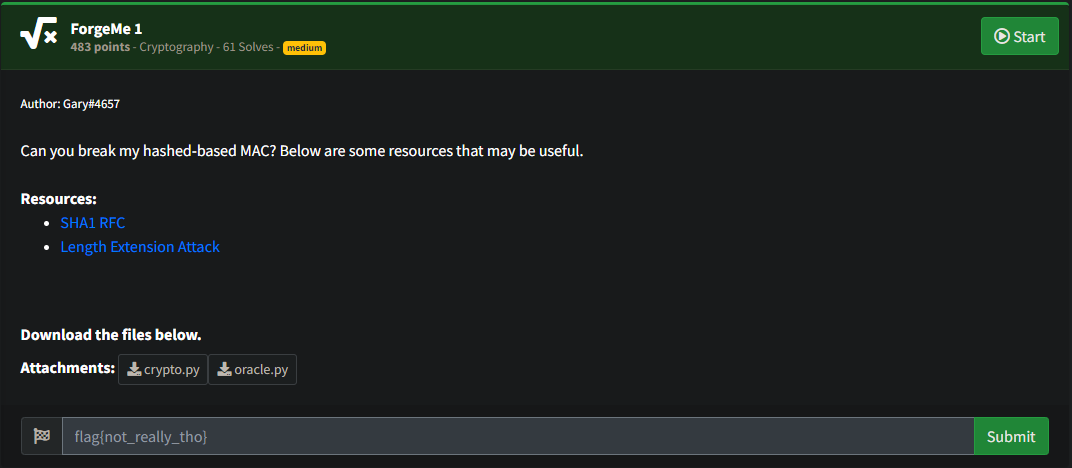 ForgeMe 1
483 points - Cryptography - 61 Solves - medium
Start
Author: Gary#4657
Can you break my hashed-based MAC? Below are some resources that may be useful.
Resources:
SHA1 RFC
Length Extension Attack
Download the files below.
Attachments: crypto.py oracle.py
flag{not_really_tho} Submit